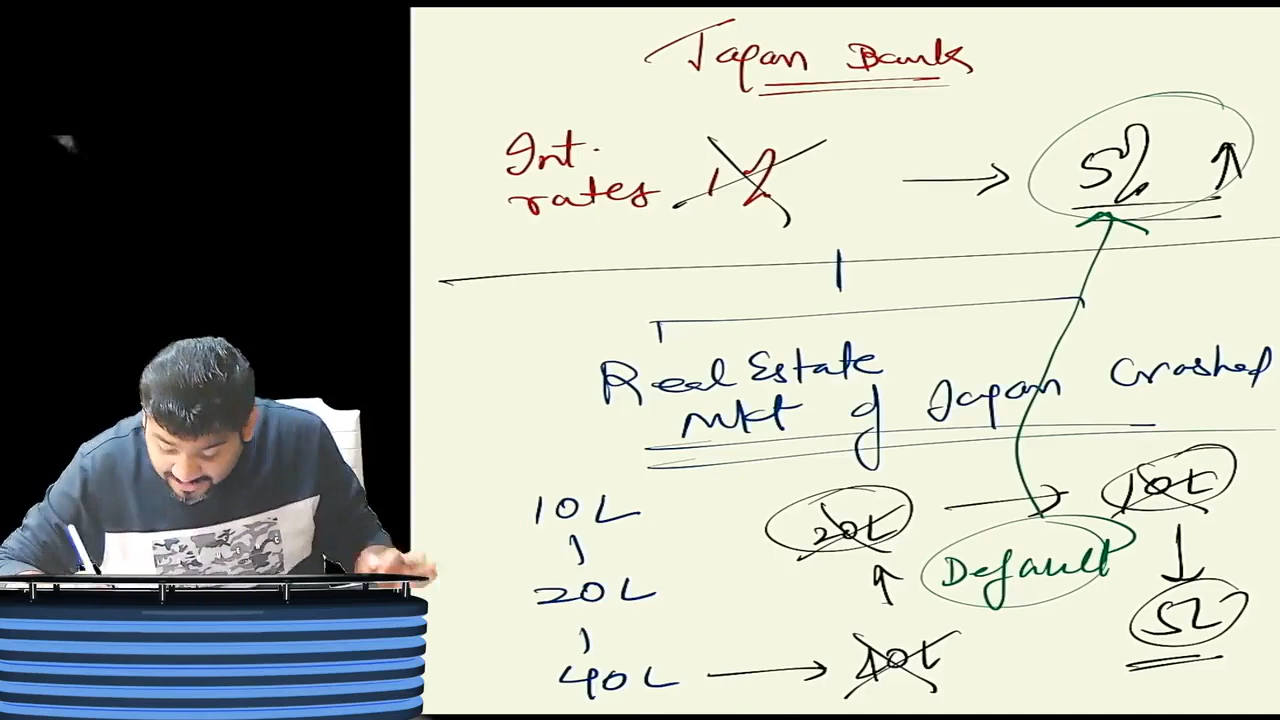 Japan Bank
Int.
rates 1% → 5% ↑
Real Estate
Mkt of Japan Crashed
10L
20L → 10L
20L
Default
5L
40L → 40L